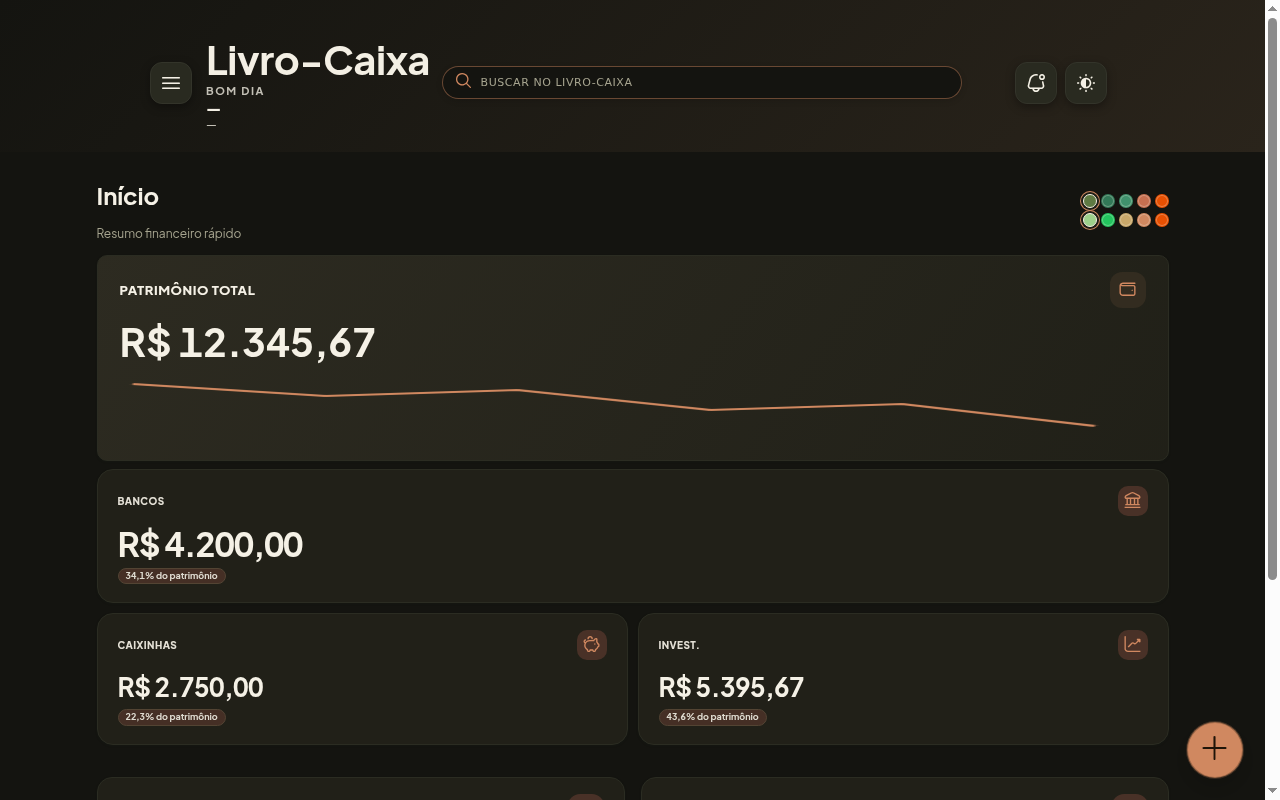 Livro-Caixa
BOM DIA
—
—
BUSCAR NO LIVRO-CAIXA
Início
Resumo financeiro rápido
PATRIMÔNIO TOTAL
R$ 12.345,67
BANCOS
R$ 4.200,00
34,1% do patrimônio
CAIXINHAS
R$ 2.750,00
22,3% do patrimônio
INVEST.
R$ 5.395,67
43,6% do patrimônio